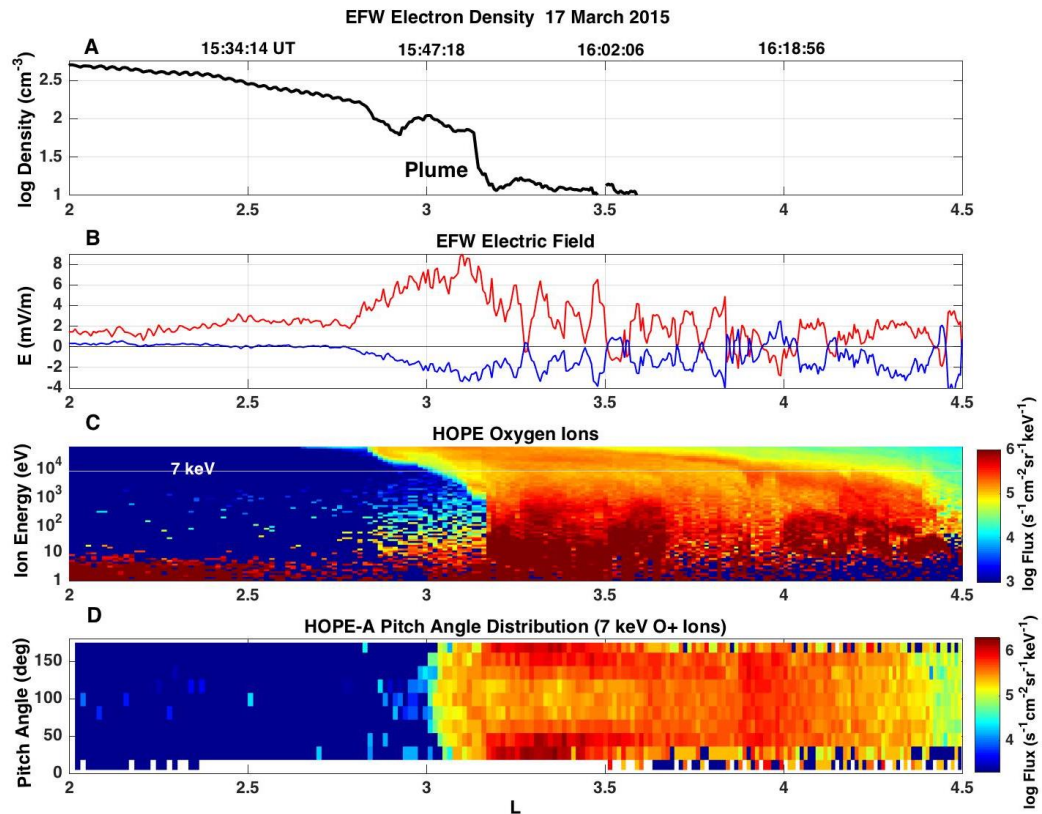 EFW Electron Density 17 March 2015
A
15:34:14 UT 15:47:18 16:02:06 16:18:56
log Density (cm-3)
2.5
2
1.5
1
Plume
2 2.5 3 3.5 4 4.5
B
EFW Electric Field
E (mV/m)
8
6
4
2
0
-2
-4
2 2.5 3 3.5 4 4.5
C
HOPE Oxygen Ions
Ion Energy (eV)
10^4
10^3
10^2
10
1
7 keV
2 2.5 3 3.5 4 4.5
6
5
4
3
log Flux (s-1cm-2sr-1keV-1)
D
HOPE-A Pitch Angle Distribution (7 keV O+ Ions)
Pitch Angle (deg)
150
100
50
0
2 2.5 3 3.5 4 4.5
L
6
5
4
log Flux (s-1cm-2sr-1keV-1)